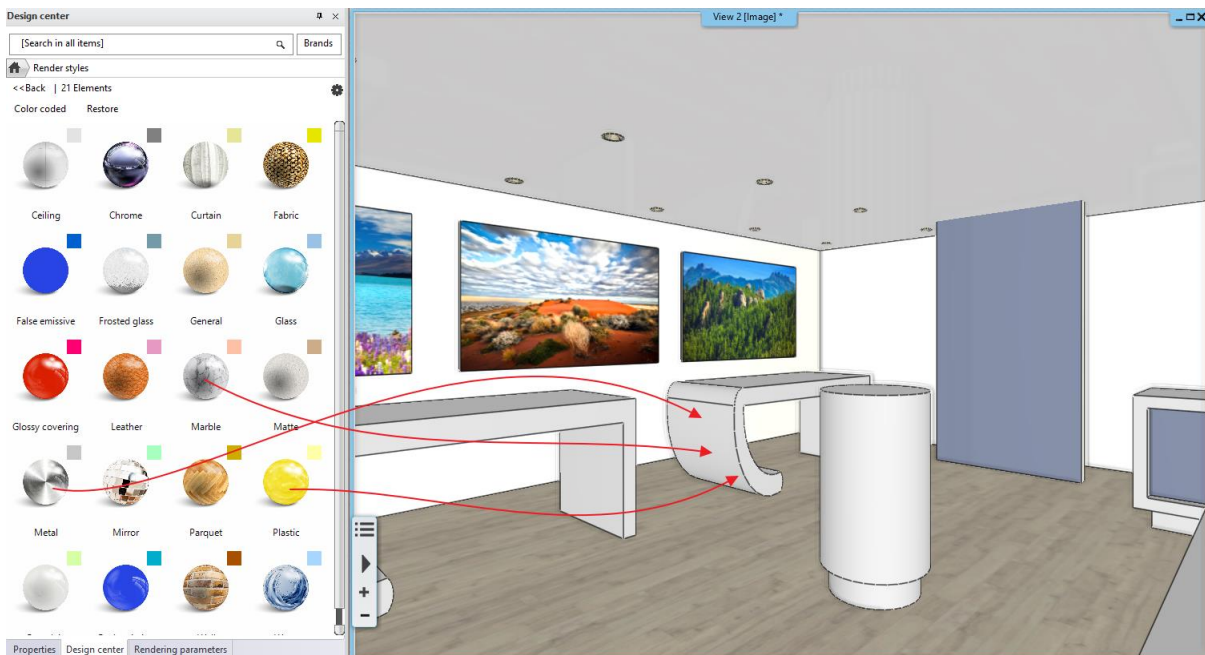 Design center
View 2 [Image] *
[Search in all items]
Brands
Render styles
<<Back | 21 Elements
Color coded Restore
Ceiling Chrome Curtain Fabric
False emissive Frosted glass General Glass
Glossy covering Leather Marble Matte
Metal Mirror Parquet Plastic
Properties Design center Rendering parameters